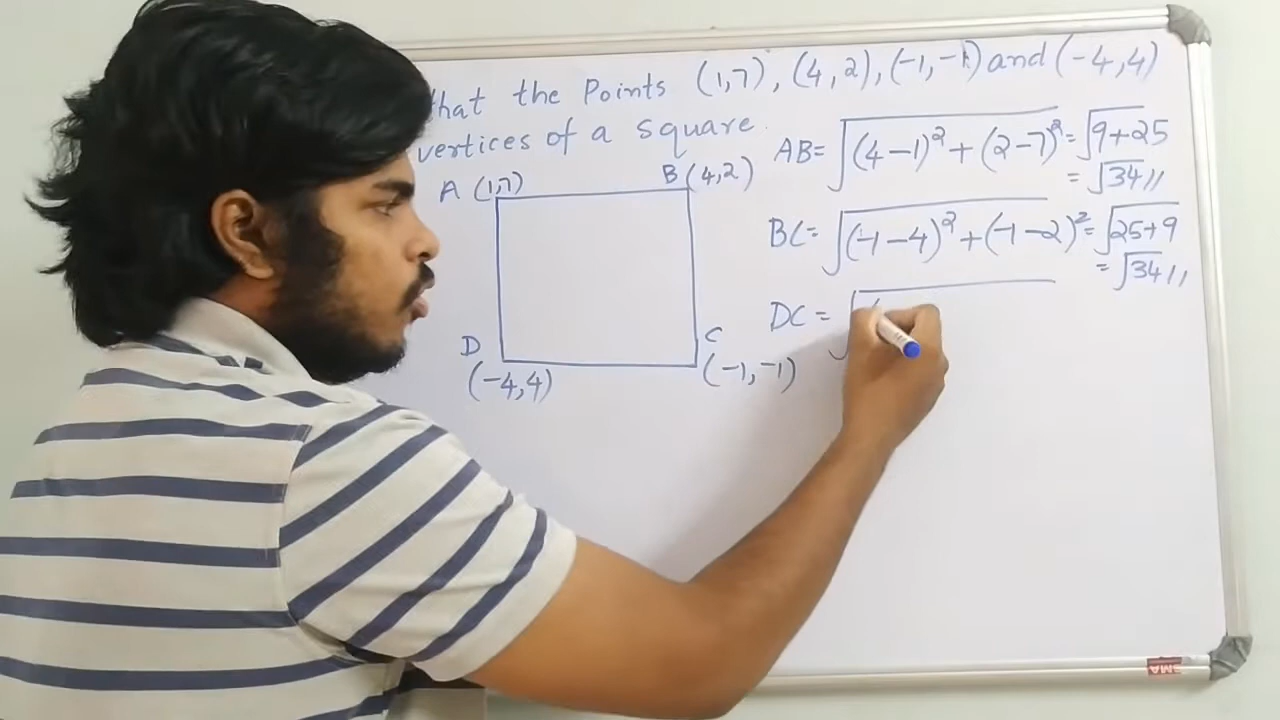 that the Points (1,7), (4,2), (-1,-1) and (-4,4)
vertices of a square.
A (1,7)
B (4,2)
D
(-4,4)
C
(-1,-1)
AB = √(4-1)² + (2-7)² = √9+25
= √34//
BC = √(-1-4)² + (-1-2)² = √25+9
= √34//
DC = √(
SMA